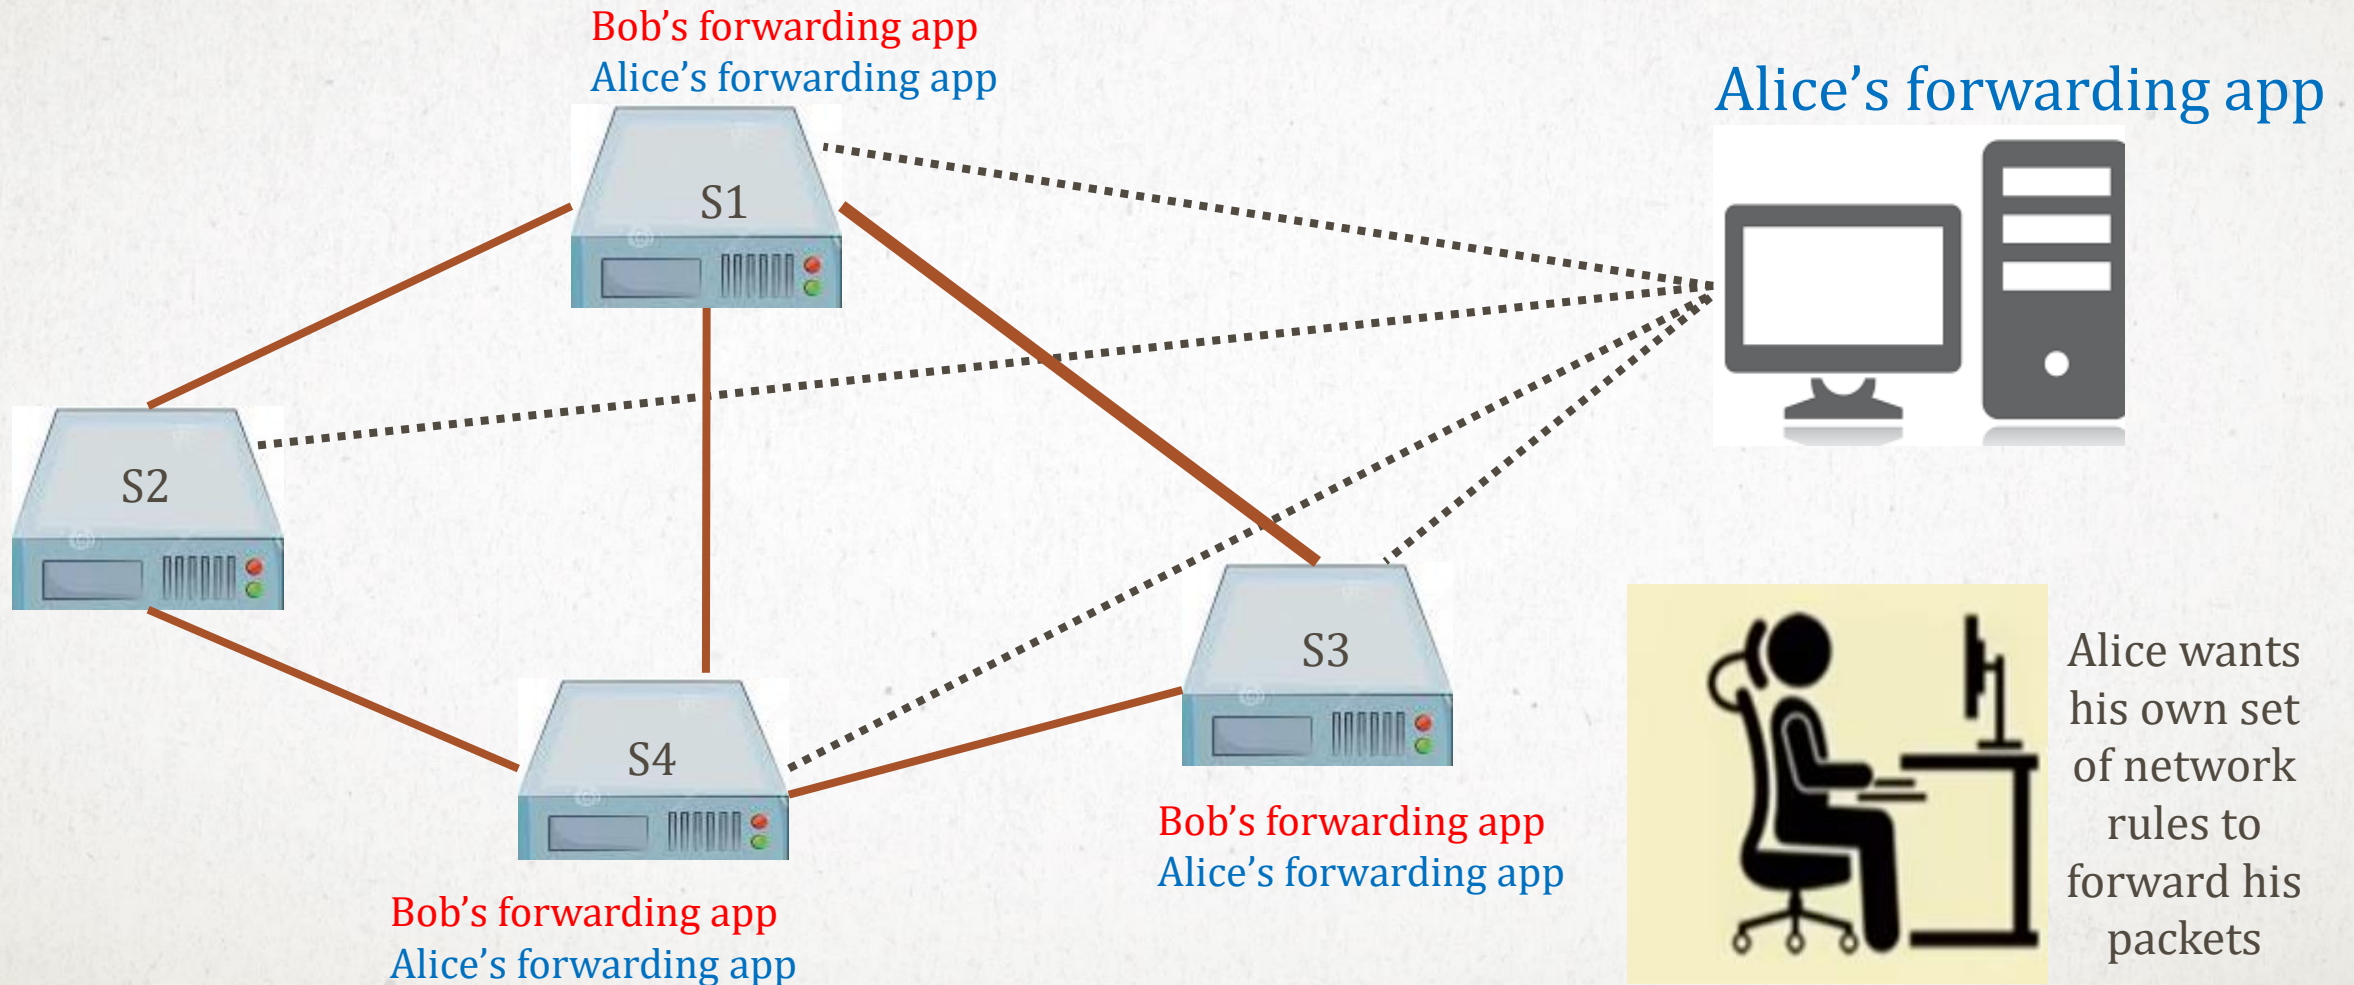 Bob’s forwarding app
Alice’s forwarding app
Alice’s forwarding app
S1
S2
S3
S4
Bob’s forwarding app
Alice’s forwarding app
Bob’s forwarding app
Alice’s forwarding app
Alice wants
his own set
of network
rules to
forward his
packets